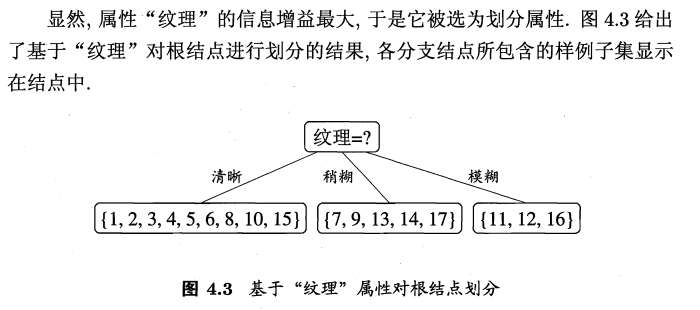 显然, 属性“纹理”的信息增益最大, 于是它被选为划分属性. 图 4.3 给出
了基于“纹理”对根结点进行划分的结果, 各分支结点所包含的样例子集显示
在结点中.
纹理=?
清晰 稍糊 模糊
{1, 2, 3, 4, 5, 6, 8, 10, 15} {7, 9, 13, 14, 17} {11, 12, 16}
图 4.3 基于“纹理”属性对根结点划分